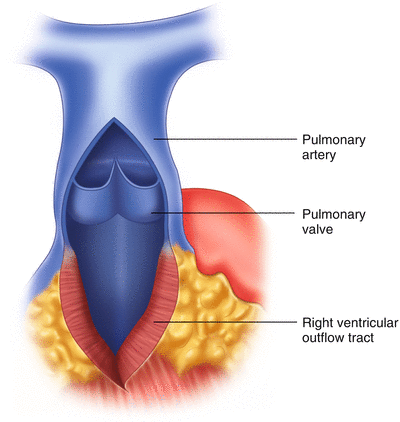 Pulmonary
artery
Pulmonary
valve
Right ventricular
outflow tract